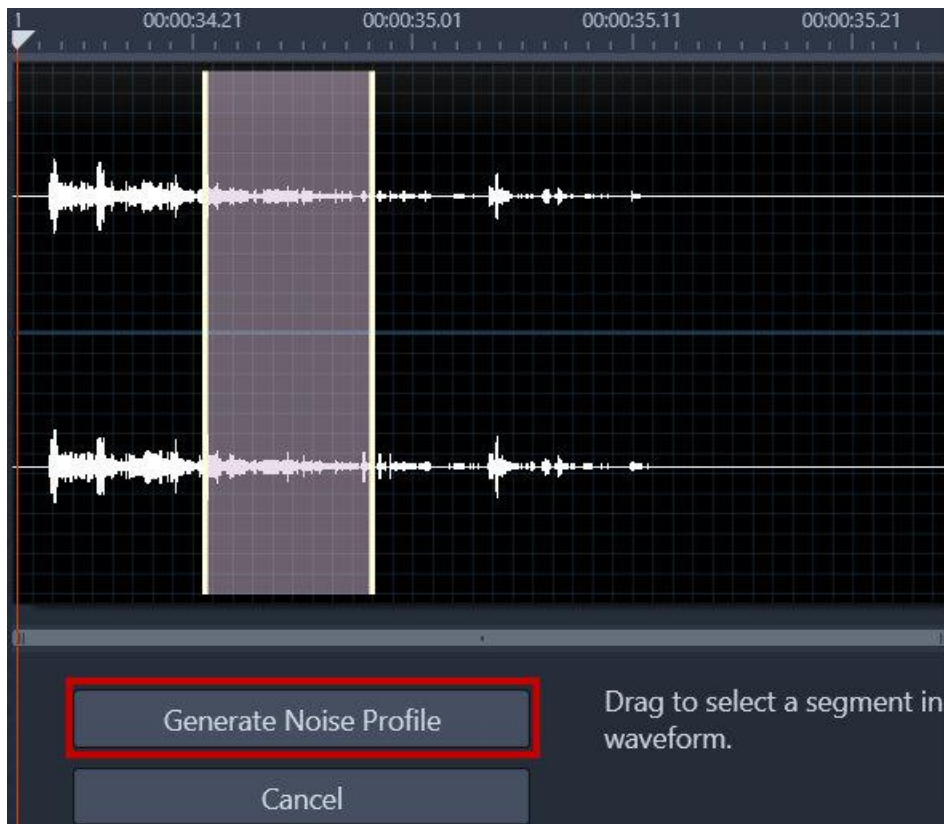 1 00:00:34.21 00:00:35.01 00:00:35.11 00:00:35.21
Generate Noise Profile
Drag to select a segment in
waveform.
Cancel